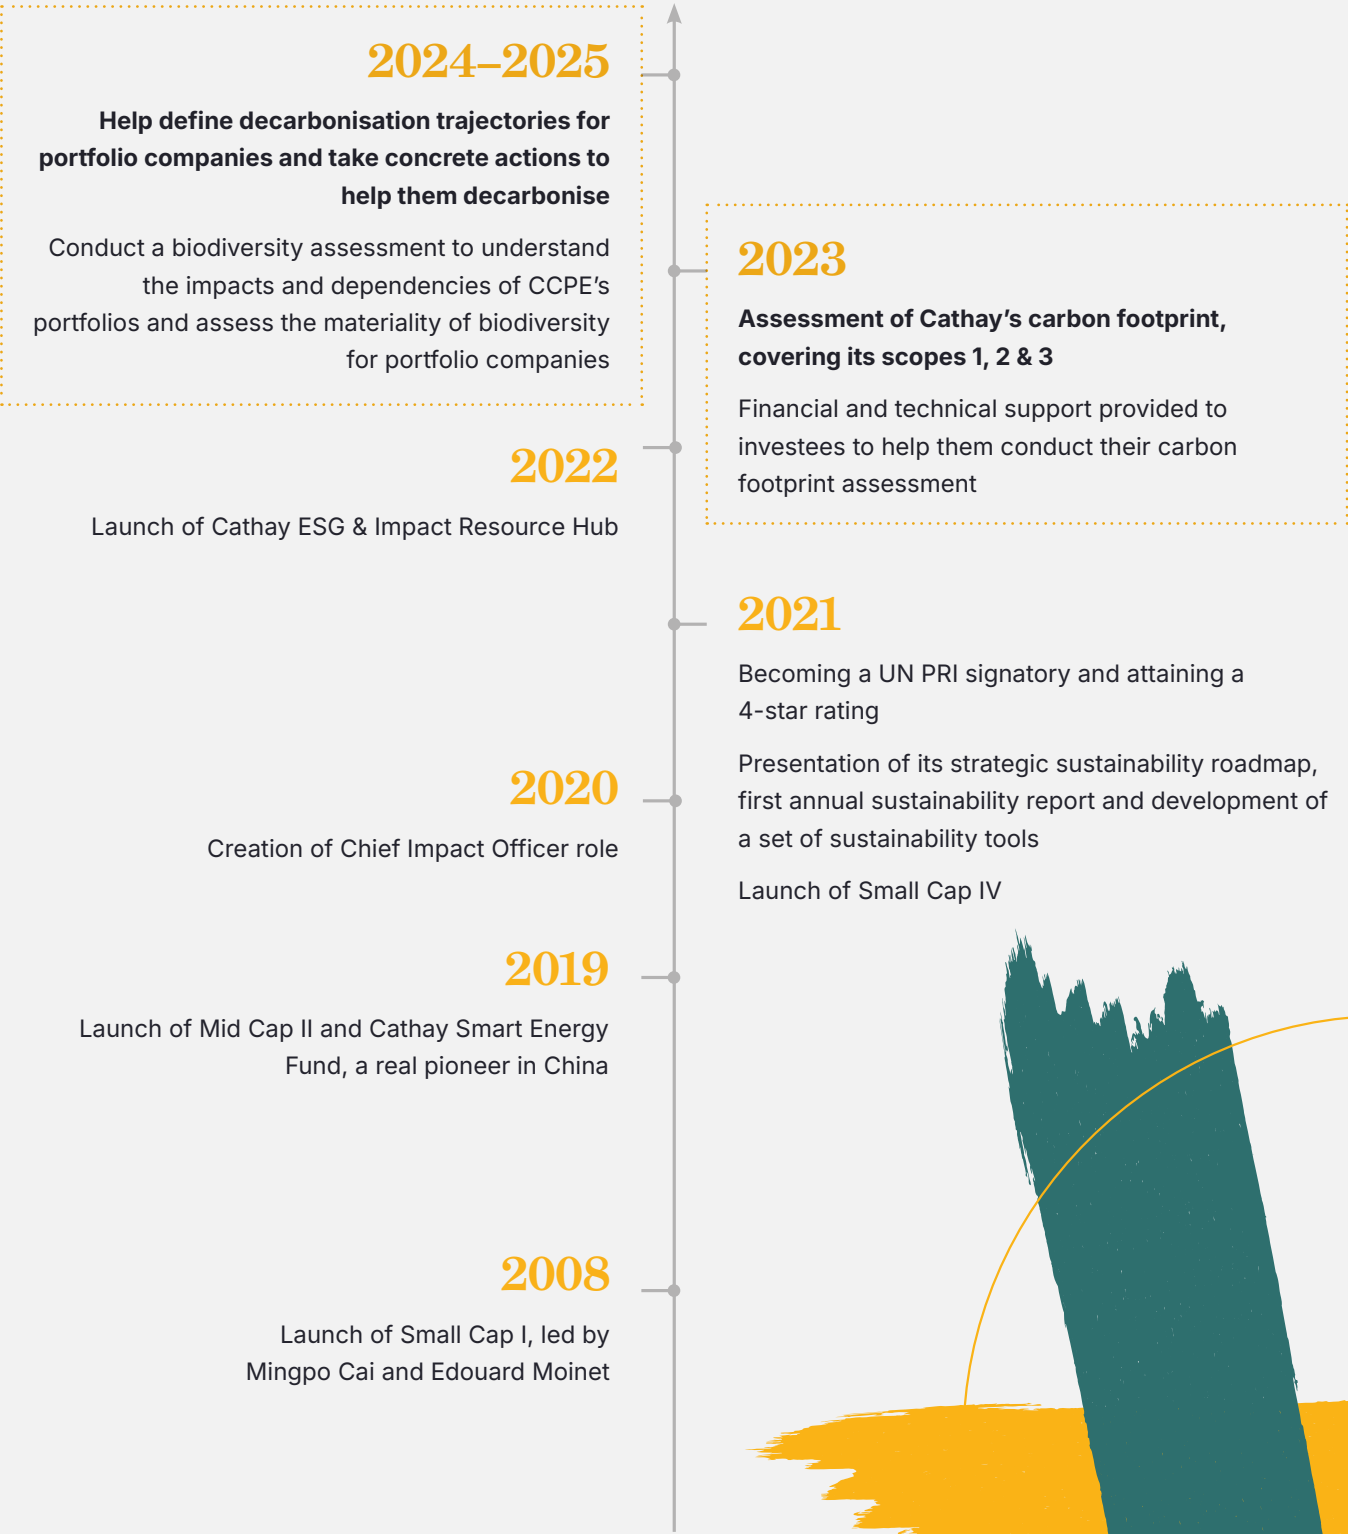 2024–2025
Help define decarbonisation trajectories for
portfolio companies and take concrete actions to
help them decarbonise
Conduct a biodiversity assessment to understand
the impacts and dependencies of CCPE’s
portfolios and assess the materiality of biodiversity
for portfolio companies
2023
Assessment of Cathay’s carbon footprint,
covering its scopes 1, 2 & 3
Financial and technical support provided to
investees to help them conduct their carbon
footprint assessment
2022
Launch of Cathay ESG & Impact Resource Hub
2021
Becoming a UN PRI signatory and attaining a
4-star rating
Presentation of its strategic sustainability roadmap,
first annual sustainability report and development of
a set of sustainability tools
Launch of Small Cap IV
2020
Creation of Chief Impact Officer role
2019
Launch of Mid Cap II and Cathay Smart Energy
Fund, a real pioneer in China
2008
Launch of Small Cap I, led by
Mingpo Cai and Edouard Moinet